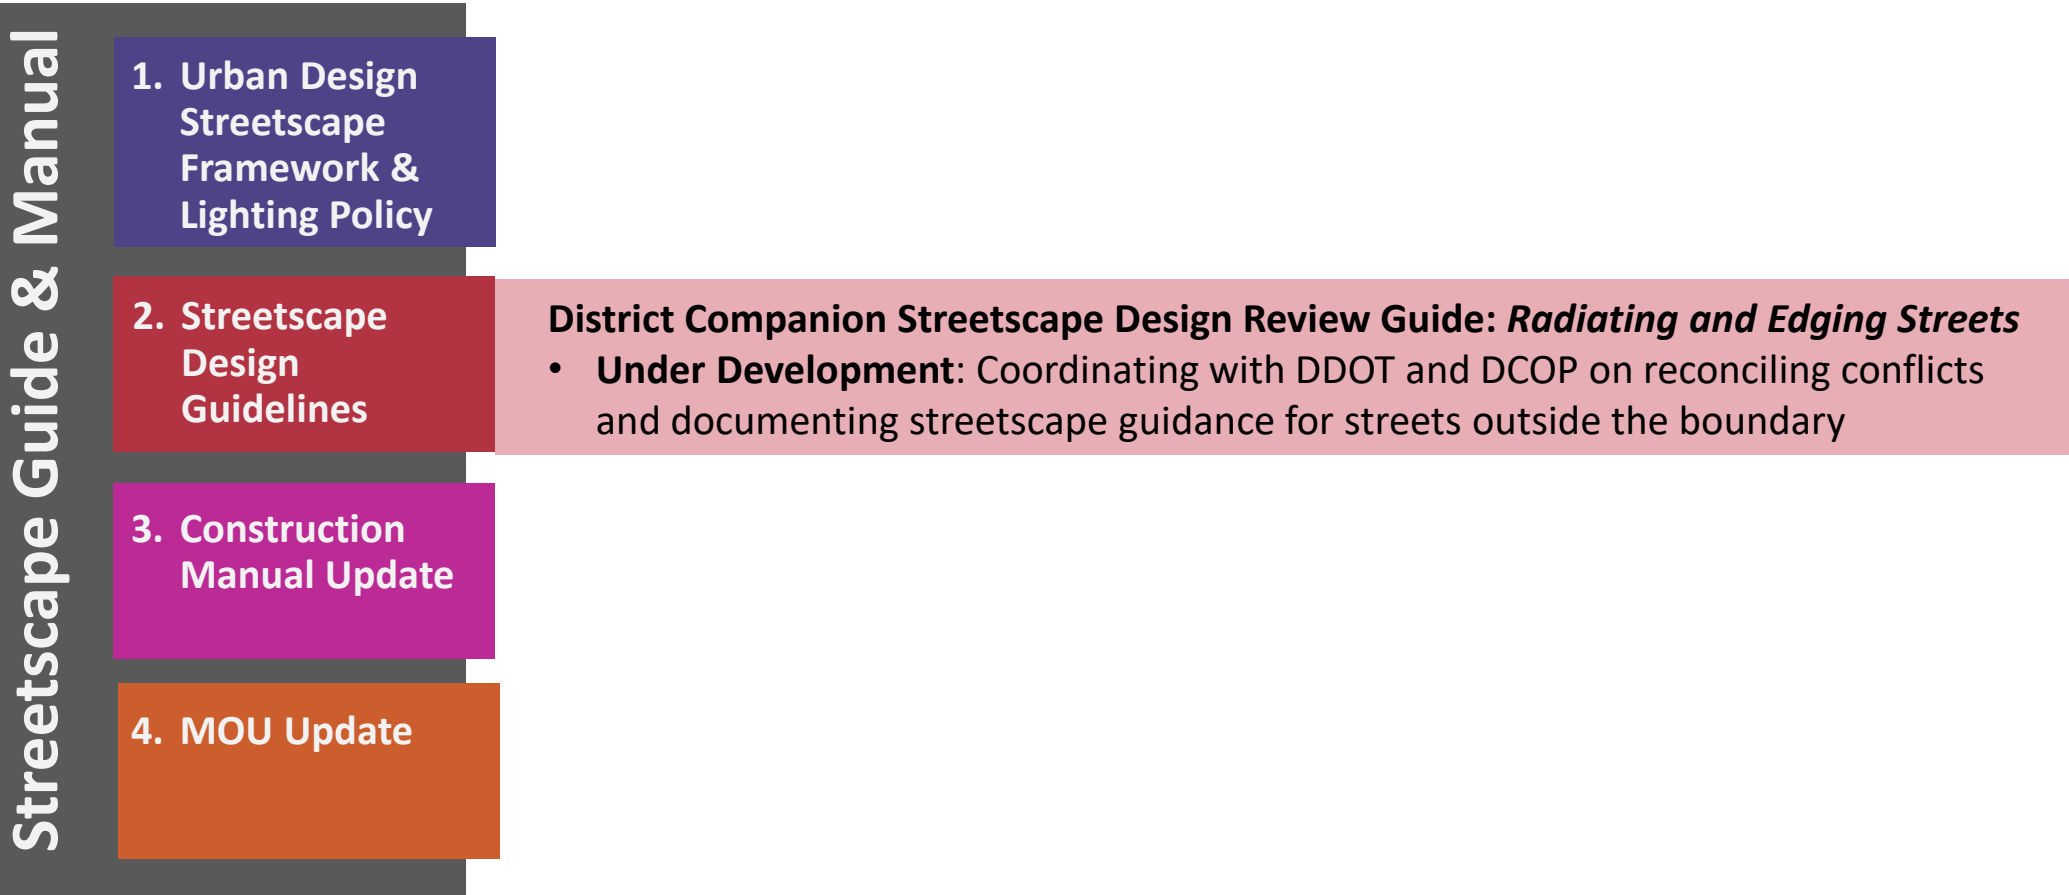 Streetscape Guide & Manual
1. Urban Design
Streetscape
Framework &
Lighting Policy
2. Streetscape
Design
Guidelines
District Companion Streetscape Design Review Guide: Radiating and Edging Streets
• Under Development: Coordinating with DDOT and DCOP on reconciling conflicts
and documenting streetscape guidance for streets outside the boundary
3. Construction
Manual Update
4. MOU Update